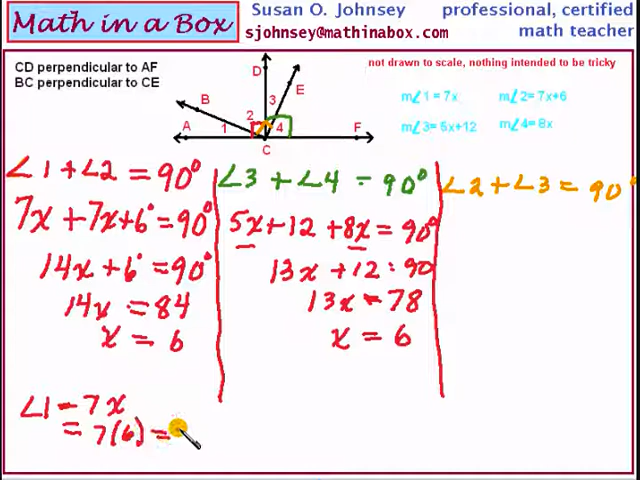 Math in a Box
Susan O. Johnsey professional, certified
sjohnsey@mathinabox.com math teacher
CD perpendicular to AF
BC perpendicular to CE
not drawn to scale, nothing intended to be tricky
m∠1 = 7x m∠2= 7x+6
m∠3= 5x+12 m∠4= 8x
D
E
B
3
2
A 1 4 F
C
∠1 + ∠2 = 90°
7x + 7x + 6° = 90°
14x + 6° = 90°
14x = 84
x = 6
∠1 = 7x
= 7(6) =
∠3 + ∠4 = 90°
5x + 12 + 8x = 90°
13x + 12 = 90
13x = 78
x = 6
∠2 + ∠3 = 90°